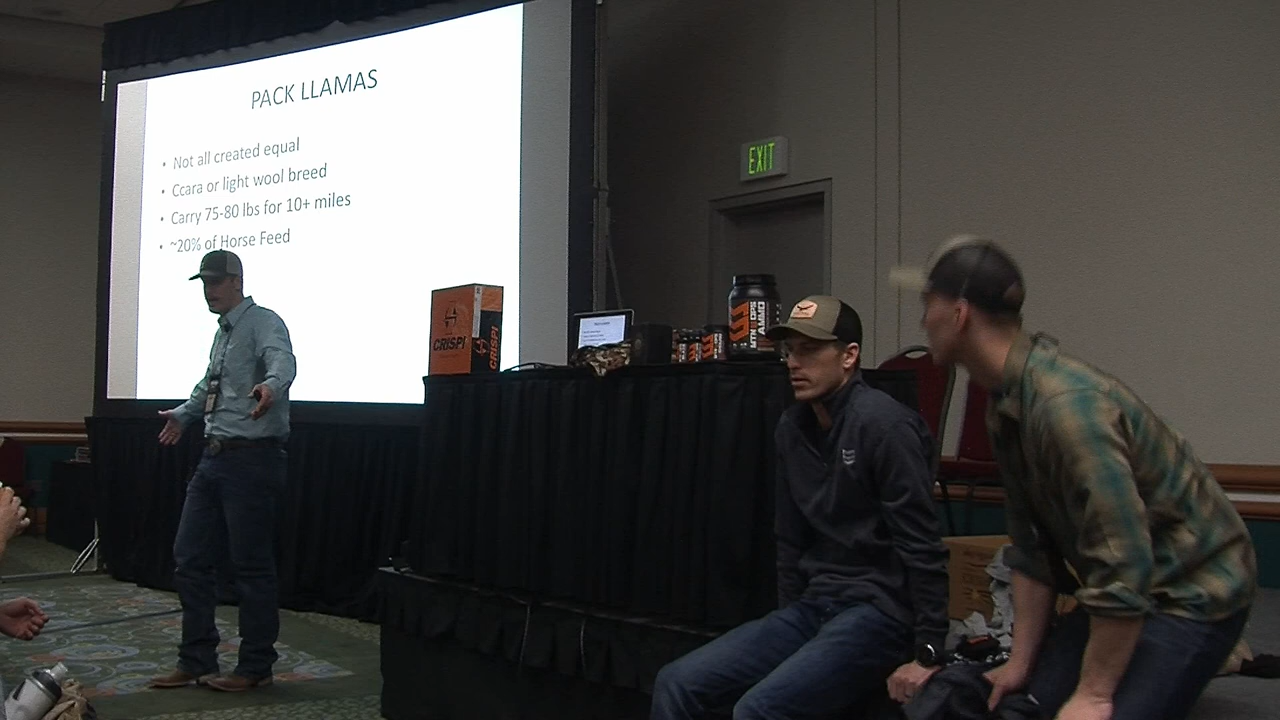 PACK LLAMAS
• Not all created equal
• Ccara or light wool breed
• Carry 75-80 lbs for 10+ miles
• ~20% of Horse Feed
EXIT
CRISPI
CRISPI
MTN OPS
AMMO